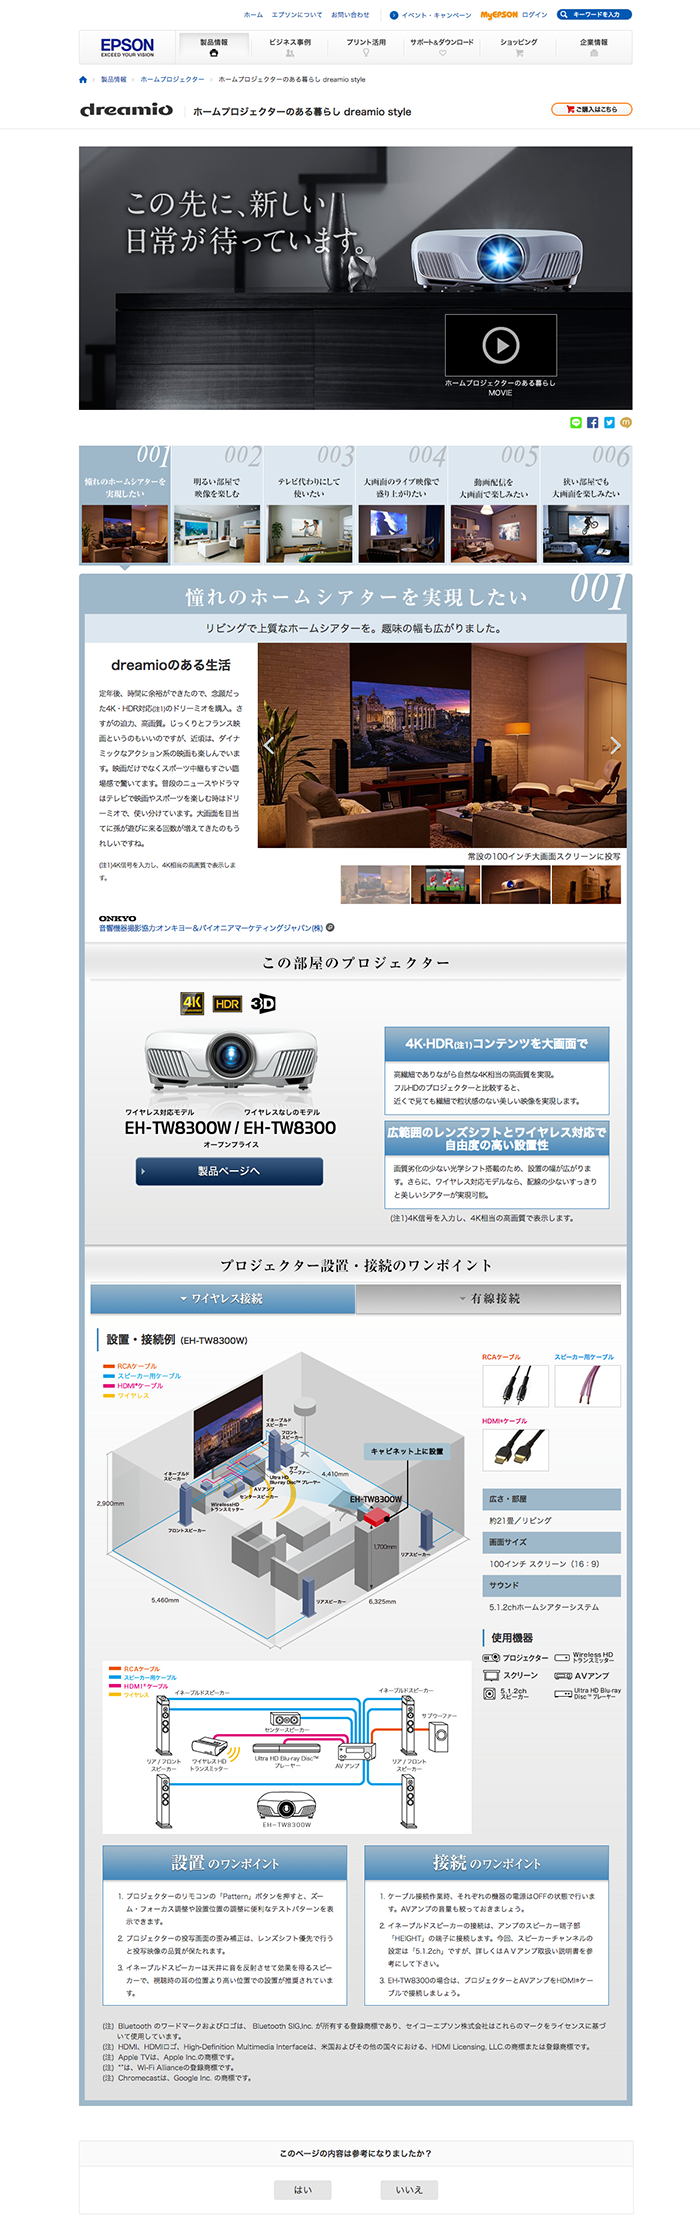 ホーム エプソンについて お問い合わせ イベント・キャンペーン MyEPSON ログイン キーワードを入力
EPSON
EXCEED YOUR VISION
製品情報 ビジネス事例 プリント活用 サポート&ダウンロード ショッピング 企業情報
製品情報 ホームプロジェクター ホームプロジェクターのある暮らし dreamio style
dreamio ホームプロジェクターのある暮らし dreamio style ご購入はこちら
この先に、新しい
日常が待っています。
ホームプロジェクターのある暮らし
MOVIE
001 002 003 004 005 006
憧れのホームシアターを
実現したい
明るい部屋で
映像を楽しむ
テレビ代わりにして
使いたい
大画面のライブ映像で
盛り上がりたい
動画配信を
大画面で楽しみたい
狭い部屋でも
大画面を楽しみたい
憧れのホームシアターを実現したい 001
リビングで上質なホームシアターを。趣味の幅も広がりました。
dreamioのある生活
定年後、時間に余裕ができたので、念願だっ
た4K・HDR対応(注1)のドリーミオを購入。さ
すがの迫力、高画質。じっくりとフランス映
画というのもいいのですが、近頃は、ダイナ
ミックなアクション系の映画も楽しんでいま
す。映画だけでなくスポーツ中継もすごい臨
場感で驚いてます。普段のニュースやドラマ
はテレビで映画やスポーツを楽しむ時はドリ
ーミオで、使い分けています。大画面を目当
てに孫が遊びに来る回数が増えてきたのもう
れしいですね。
(注1)4K信号を入力し、4K相当の高画質で表示しま
す。
常設の100インチ大画面スクリーンに投写
ONKYO
音響機器撮影協力:オンキヨー&パイオニアマーケティングジャパン(株)
この部屋のプロジェクター
4K HDR 3D
ワイヤレス対応モデル ワイヤレスなしのモデル
EH-TW8300W / EH-TW8300
オープンプライス
製品ページへ
4K・HDR(注1)コンテンツを大画面で
高繊細でありながら自然な4K相当の高画質を実現。
フルHDのプロジェクターと比較すると、
近くで見ても繊細で粒状感のない美しい映像を実現します。
広範囲のレンズシフトとワイヤレス対応で
自由度の高い設置性
画質劣化の少ない光学シフト搭載のため、設置の幅が広がりま
す。さらに、ワイヤレス対応モデルなら、配線の少ないすっきり
と美しいシアターが実現可能。
(注1)4K信号を入力し、4K相当の高画質で表示します。
プロジェクター設置・接続のワンポイント
ワイヤレス接続 有線接続
設置・接続例 (EH-TW8300W)
RCAケーブル
スピーカー用ケーブル
HDMI®ケーブル
ワイヤレス
イネーブルド
スピーカー
フロント
スピーカー
サブ
ウーファー
Ultra HD
Blu-ray Disc™ プレーヤー
AVアンプ
センタースピーカー
WirelessHD
トランスミッター
イネーブルド
スピーカー
フロントスピーカー
キャビネット上に設置
EH-TW8300W
4,410mm
2,900mm
1,700mm
5,460mm
6,325mm
リアスピーカー
リアスピーカー
RCAケーブル スピーカー用ケーブル
HDMI®ケーブル
広さ・部屋
約21畳/リビング
画面サイズ
100インチ スクリーン(16:9)
サウンド
5.1.2chホームシアターシステム
使用機器
プロジェクター Wireless HD
トランスミッター
スクリーン AVアンプ
5.1.2ch
スピーカー
Ultra HD Blu-ray
Disc™ プレーヤー
RCAケーブル
スピーカー用ケーブル
HDMI®ケーブル
ワイヤレス
イネーブルドスピーカー イネーブルドスピーカー
センタースピーカー サブウーファー
リア / フロント
スピーカー
ワイヤレス HD
トランスミッター
Ultra HD Blu-ray Disc™
プレーヤー
AV アンプ
リア / フロント
スピーカー
EH-TW8300W
設置のワンポイント
1. プロジェクターのリモコンの「Pattern」ボタンを押すと、ズー
ム・フォーカス調整や設置位置の調整に便利なテストパターンを表
示できます。
2. プロジェクターの投写画面の歪み補正は、レンズシフト優先で行う
と投写映像の品質が保たれます。
3. イネーブルドスピーカーは天井に音を反射させて効果を得るスピー
カーで、視聴時の耳の位置より高い位置での設置が推奨されていま
す。
接続のワンポイント
1. ケーブル接続作業時、それぞれの機器の電源はOFFの状態で行いま
す。AVアンプの音量も絞っておきましょう。
2. イネーブルドスピーカーの接続は、アンプのスピーカー端子部
「HEIGHT」の端子に接続します。今回、スピーカーチャンネルの
設定は「5.1.2ch」ですが、詳しくはＡＶアンプ取扱い説明書を参
考にして下さい。
3. EH-TW8300の場合は、プロジェクターとAVアンプをHDMI®ケー
ブルで接続しましょう。
(注) Bluetooth のワードマークおよびロゴは、 Bluetooth SIG,Inc. が所有する登録商標であり、セイコーエプソン株式会社はこれらのマークをライセンスに基づ
いて使用しています。
(注) HDMI、HDMIロゴ、High-Definition Multimedia Interfaceは、米国およびその他の国々における、HDMI Licensing, LLC.の商標または登録商標です。
(注) Apple TVは、Apple Inc.の商標です。
(注) ""は、Wi-Fi Allianceの登録商標です。
(注) Chromecastは、Google Inc. の商標です。
このページの内容は参考になりましたか？
はい いいえ